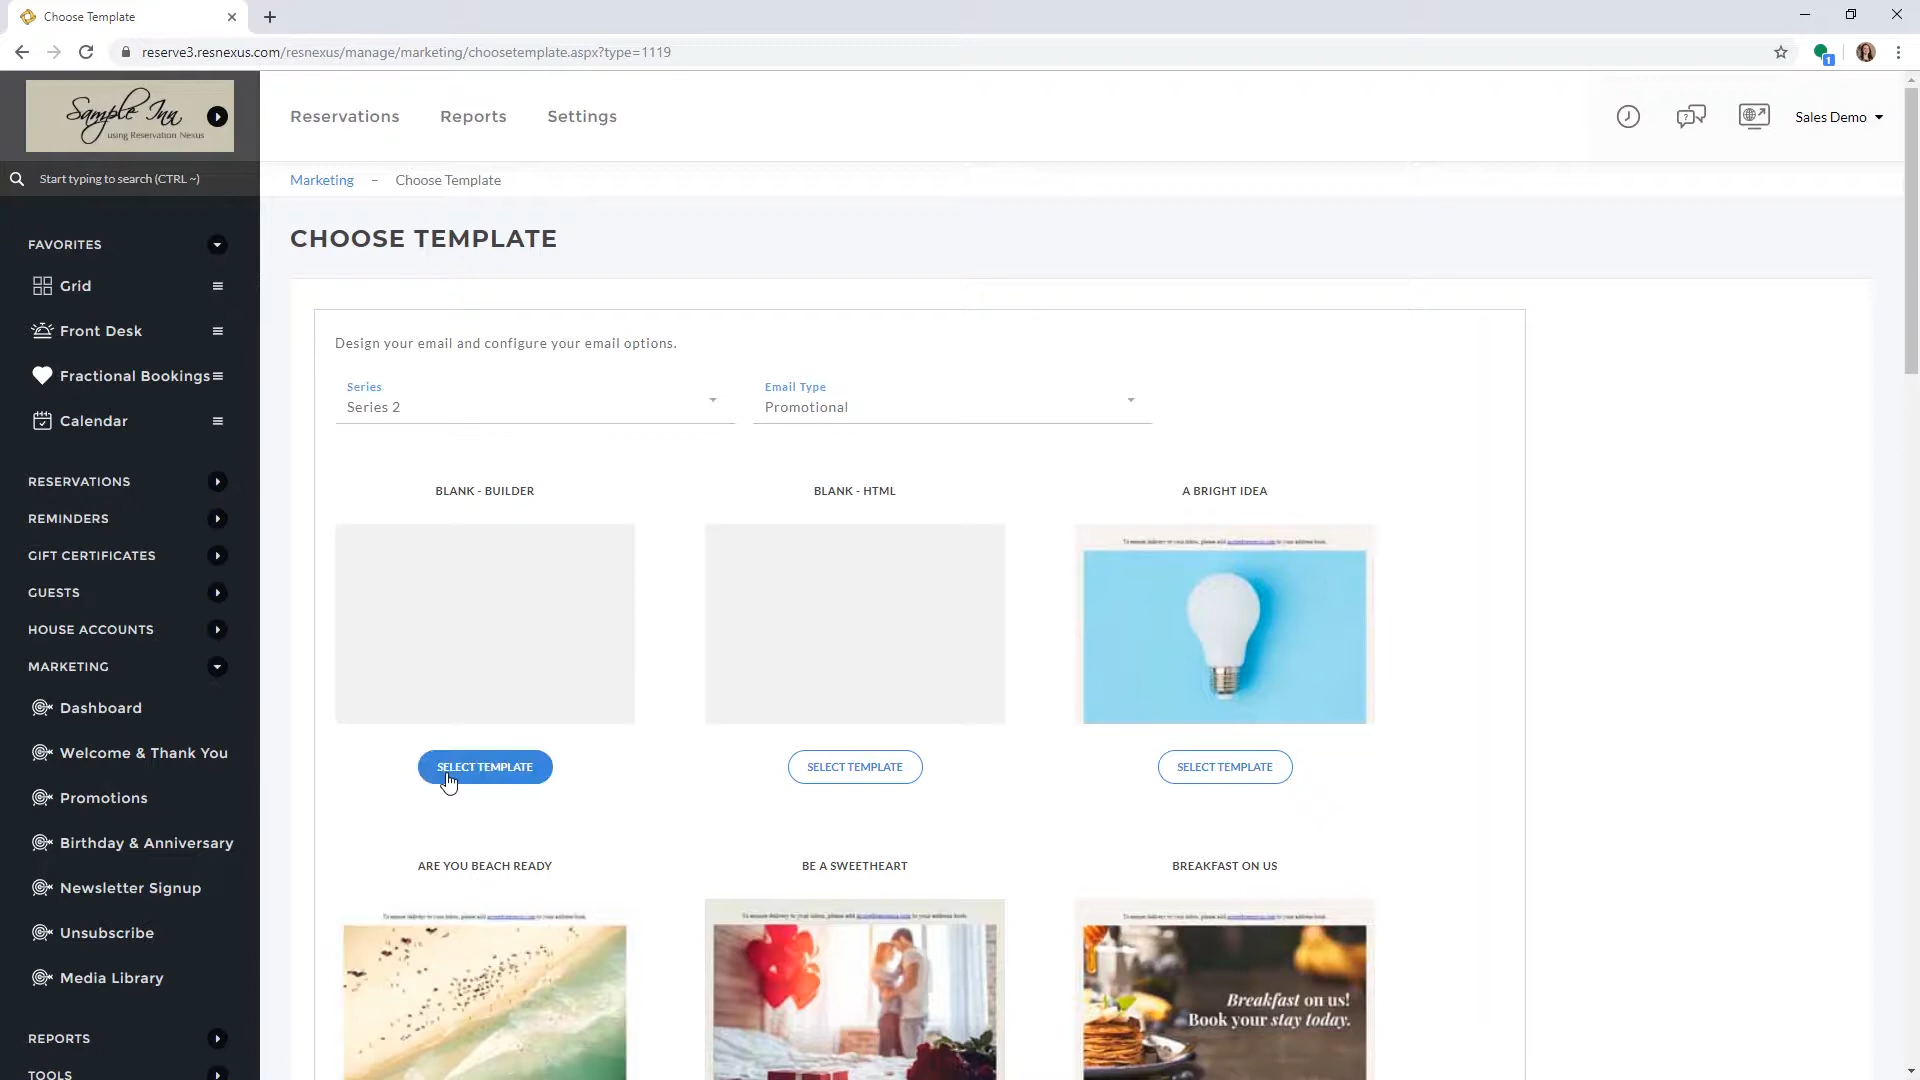 Choose Template
reserve3.resnexus.com/resnexus/manage/marketing/choosetemplate.aspx?type=1119
1
Sample Inn
using Reservation Nexus
Reservations
Reports
Settings
Sales Demo
Start typing to search (CTRL ~)
Marketing – Choose Template
CHOOSE TEMPLATE
FAVORITES
Grid
Front Desk
Fractional Bookings
Calendar
RESERVATIONS
REMINDERS
GIFT CERTIFICATES
GUESTS
HOUSE ACCOUNTS
MARKETING
Dashboard
Welcome & Thank You
Promotions
Birthday & Anniversary
Newsletter Signup
Unsubscribe
Media Library
REPORTS
TOOLS
Design your email and configure your email options.
Series
Series 2
Email Type
Promotional
BLANK - BUILDER
BLANK - HTML
A BRIGHT IDEA
SELECT TEMPLATE
SELECT TEMPLATE
SELECT TEMPLATE
ARE YOU BEACH READY
BE A SWEETHEART
BREAKFAST ON US
Breakfast on us!
Book your stay today.